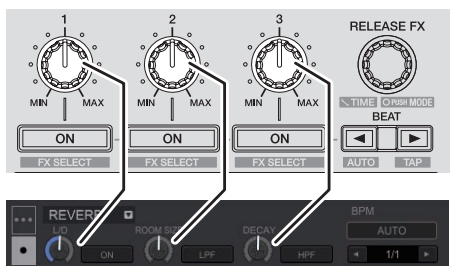 1 2 3 RELEASE FX
MIN MAX MIN MAX MIN MAX
TIME PUSH MODE
BEAT
ON ON ON
FX SELECT FX SELECT FX SELECT AUTO TAP
REVERB BPM
L/D ROOM SIZE DECAY
AUTO
ON LPF HPF 1/1